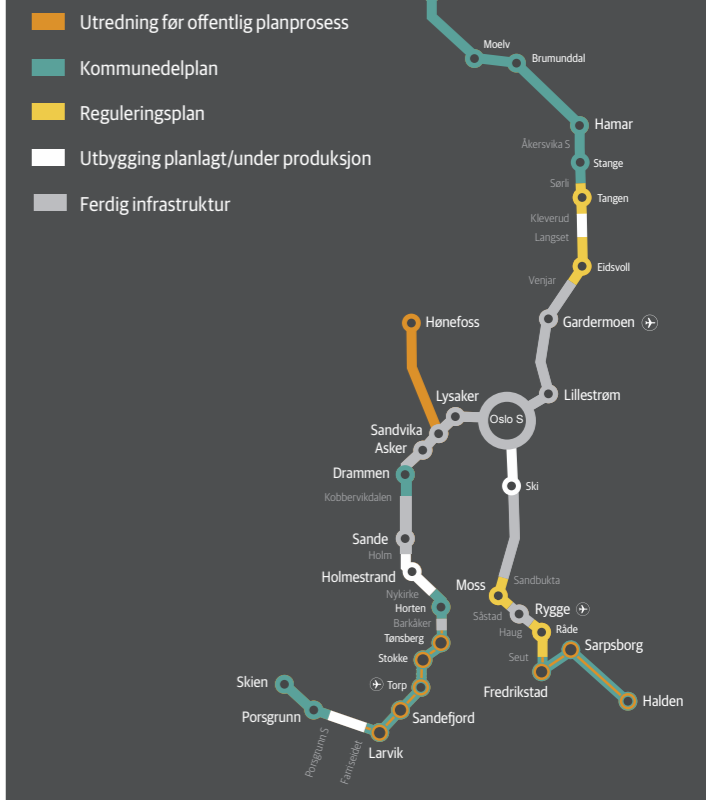 Utredning før offentlig planprosess
Kommunedelplan
Reguleringsplan
Utbygging planlagt/under produksjon
Ferdig infrastruktur
Moelv
Brumunddal
Hamar
Åkersvika S
Stange
Sørli
Tangen
Kleverud
Langset
Eidsvoll
Venjar
Gardermoen
Hønefoss
Lillestrøm
Lysaker
Oslo S
Sandvika
Asker
Drammen
Ski
Kobbervikdalen
Sande
Holm
Holmestrand
Sandbukta
Moss
Nykirke
Horten
Rygge
Såstad
Barkåker
Haug
Råde
Tønsberg
Sarpsborg
Stokke
Seut
Skien
Torp
Fredrikstad
Halden
Porsgrunn
Sandefjord
Porsgrunn S
Farriseidet
Larvik